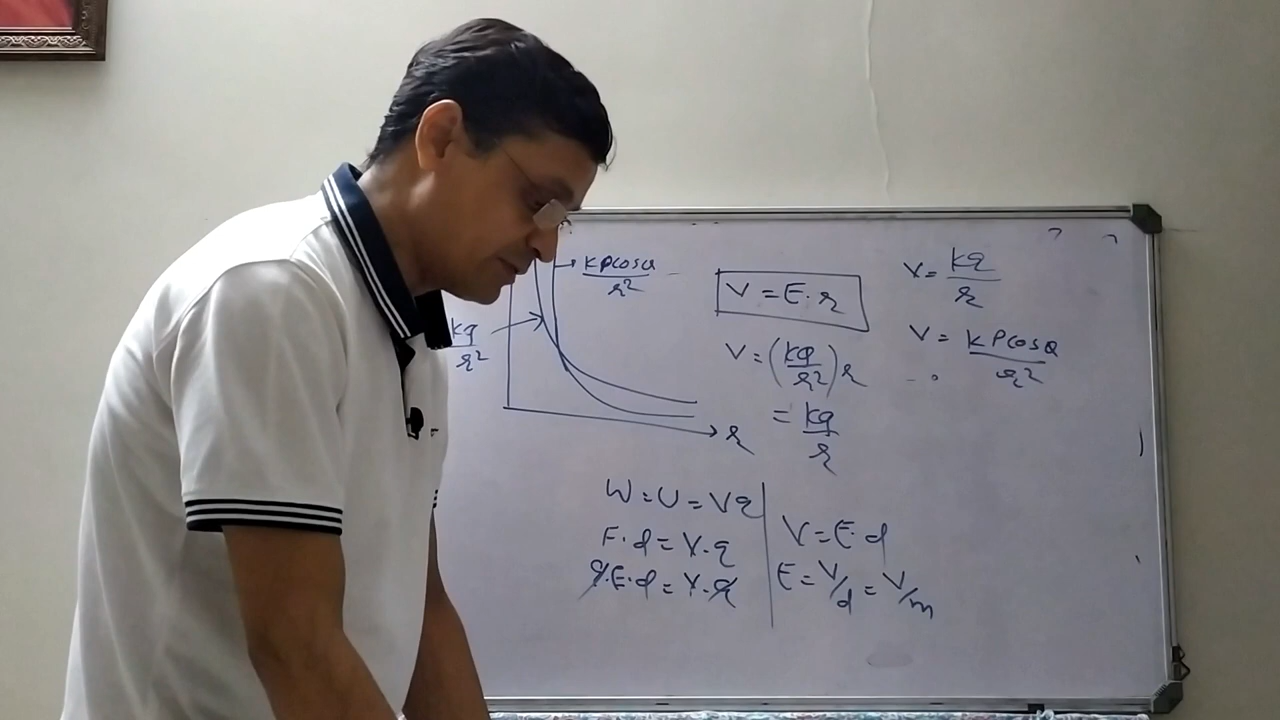 kPcosθ/r²
kq/r²
r
V = E·r
V = (kq/r²)r
= kq/r
V = kq/r
V = kPcosθ/r²
W = U = Vq
F·d = V·q
q·E·d = V·q
V = E·d
E = V/d = V/m